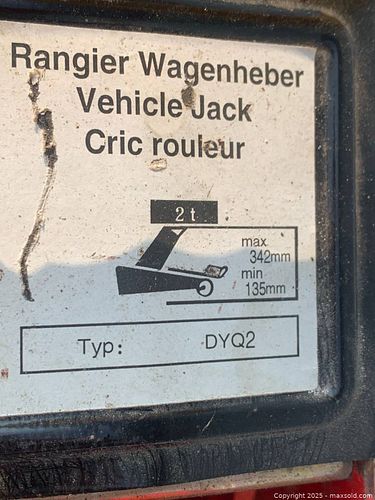 Rangier Wagenheber
Vehicle Jack
Cric rouleur
2 t
max
342mm
min
135mm
Typ: DYQ2
Copyright 2025 - maxsold.com